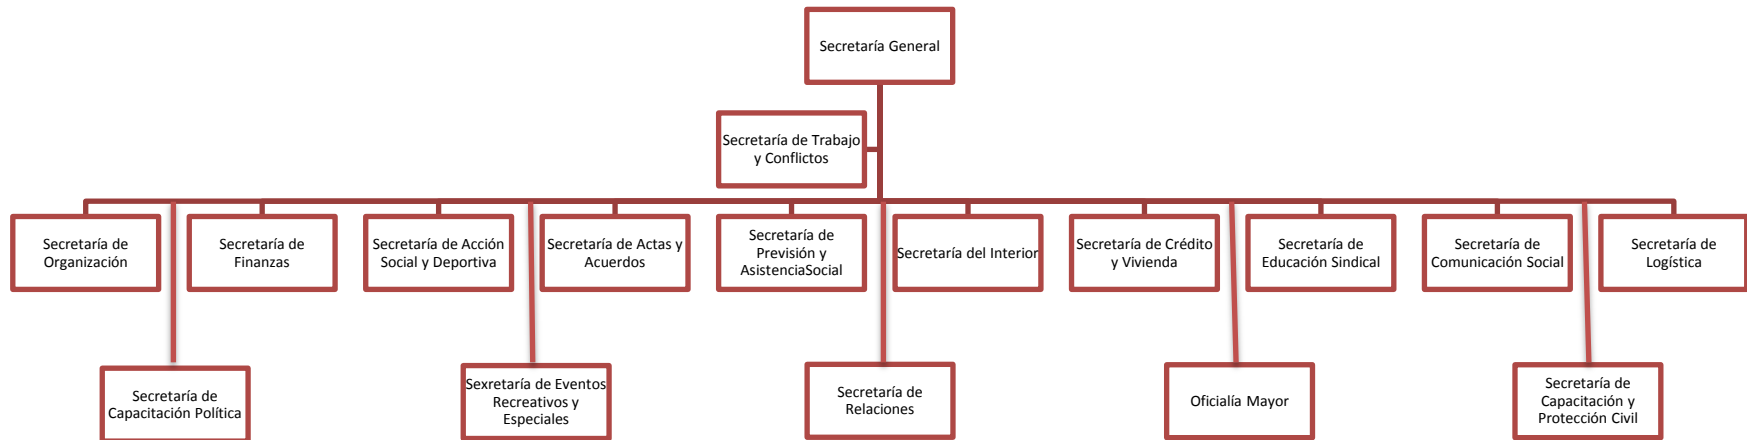 Secretaría General
Secretaría de Trabajo
y Conflictos
Secretaría de
Organización
Secretaría de
Finanzas
Secretaría de Acción
Social y Deportiva
Secretaría de Actas y
Acuerdos
Secretaría de
Previsión y
AsistenciaSocial
Secretaría del Interior
Secretaría de Crédito
y Vivienda
Secretaría de
Educación Sindical
Secretaría de
Comunicación Social
Secretaría de
Logística
Secretaría de
Capacitación Política
Sexretaría de Eventos
Recreativos y
Especiales
Secretaría de
Relaciones
Oficialía Mayor
Secretaría de
Capacitación y
Protección Civil